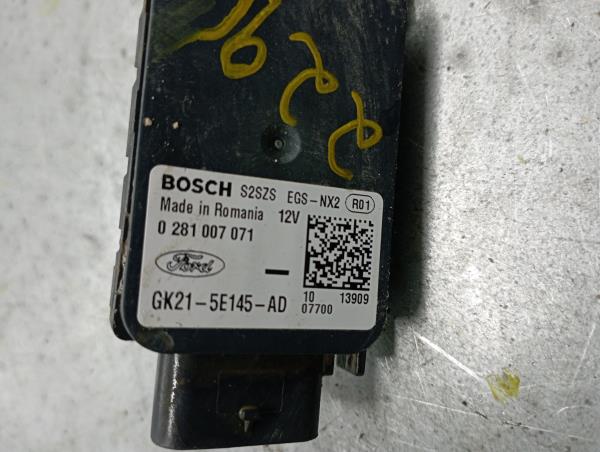 BOSCH S2SZS EGS-NX2 R01
Made in Romania 12V
0 281 007 071
Ford
GK21-5E145-AD
10 13909
07700